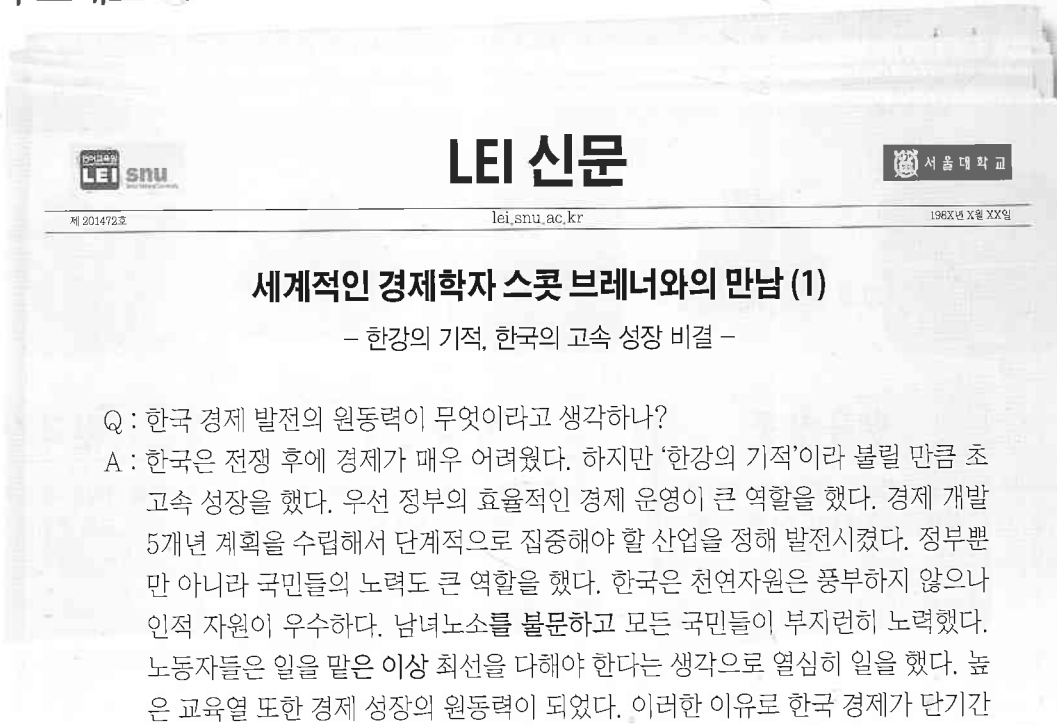 언어교육원
LEI snu
LEI 신문
서울대학교
제 201472호
lei.snu.ac.kr
198X년 X월 XX일
세계적인 경제학자 스콧 브레너와의 만남 (1)
– 한강의 기적, 한국의 고속 성장 비결 –
Q : 한국 경제 발전의 원동력이 무엇이라고 생각하나?
A : 한국은 전쟁 후에 경제가 매우 어려웠다. 하지만 ‘한강의 기적’이라 불릴 만큼 초
고속 성장을 했다. 우선 정부의 효율적인 경제 운영이 큰 역할을 했다. 경제 개발
5개년 계획을 수립해서 단계적으로 집중해야 할 산업을 정해 발전시켰다. 정부뿐
만 아니라 국민들의 노력도 큰 역할을 했다. 한국은 천연자원은 풍부하지 않으나
인적 자원이 우수하다. 남녀노소를 불문하고 모든 국민들이 부지런히 노력했다.
노동자들은 일을 맡은 이상 최선을 다해야 한다는 생각으로 열심히 일을 했다. 높
은 교육열 또한 경제 성장의 원동력이 되었다. 이러한 이유로 한국 경제가 단기간